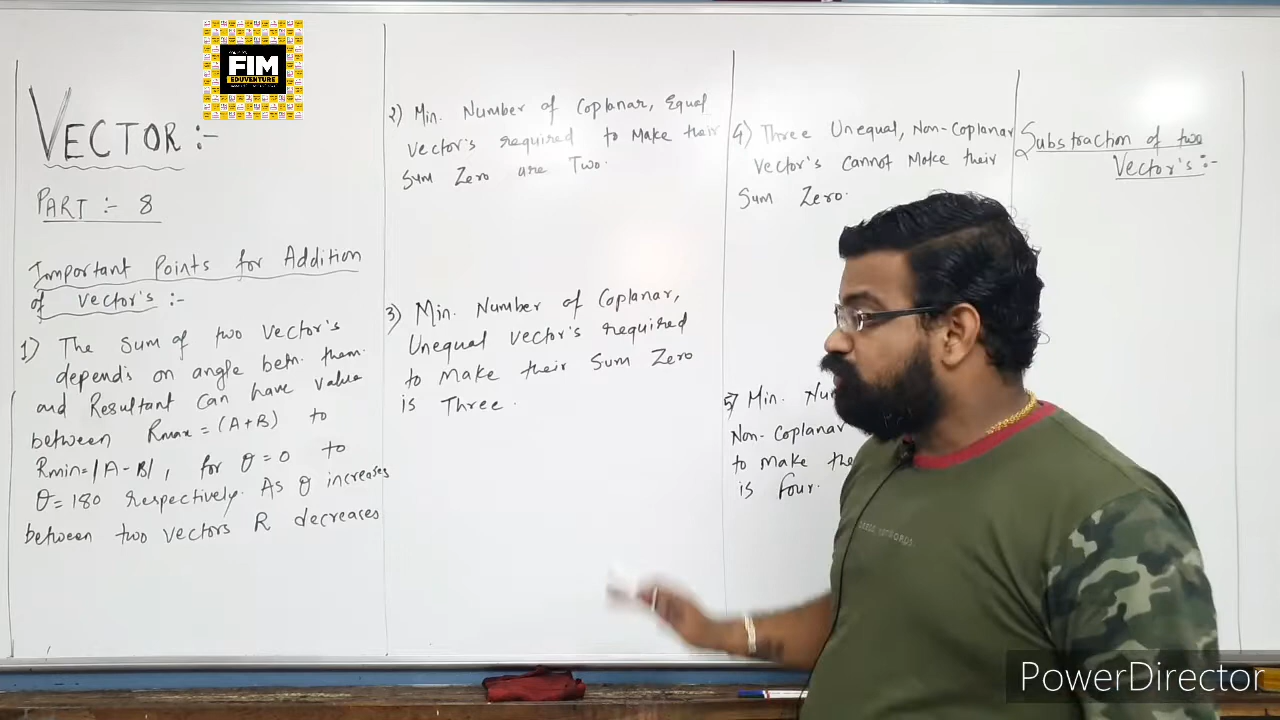 FIM
EDUVENTURE
VECTOR :-
PART :- 8
Important Points for Addition
of vector's :-
1) The sum of two vector's
depends on angle betn. them.
and Resultant can have value
between Rmax = (A+B) to
Rmin=|A-B|, for θ=0 to
θ=180 respectively. As θ increases
between two vectors R decreases
2) Min. Number of Coplanar, Equal
vector's required to Make their
Sum Zero are Two.
3) Min. Number of Coplanar,
Unequal vector's required
to Make their Sum Zero
is Three.
4) Three Unequal, Non-Coplanar
Vector's cannot Make their
Sum Zero.
5) Min. Nu
Non-Coplanar
to Make the
is four.
Substraction of two
Vector's :-
PowerDirector